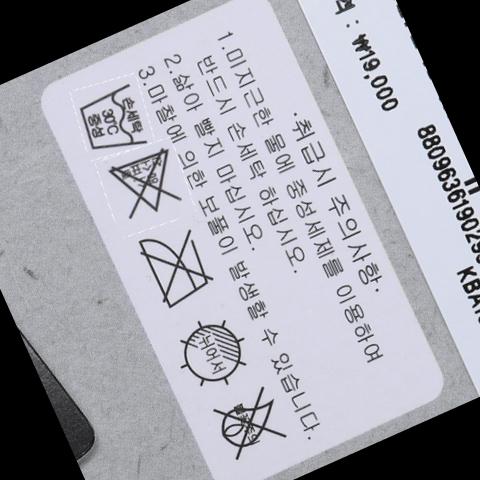 ·취급시 주의사항·
1.미지근한 물에 중성세제를 이용하여
반드시 손세탁 하십시오.
2.삶아 빨지 마십시오.
3.마찰에 의한 보풀이 발생할 수 있습니다.
손세탁
30℃
중성
뉘어서
: ₩19,000
KBA